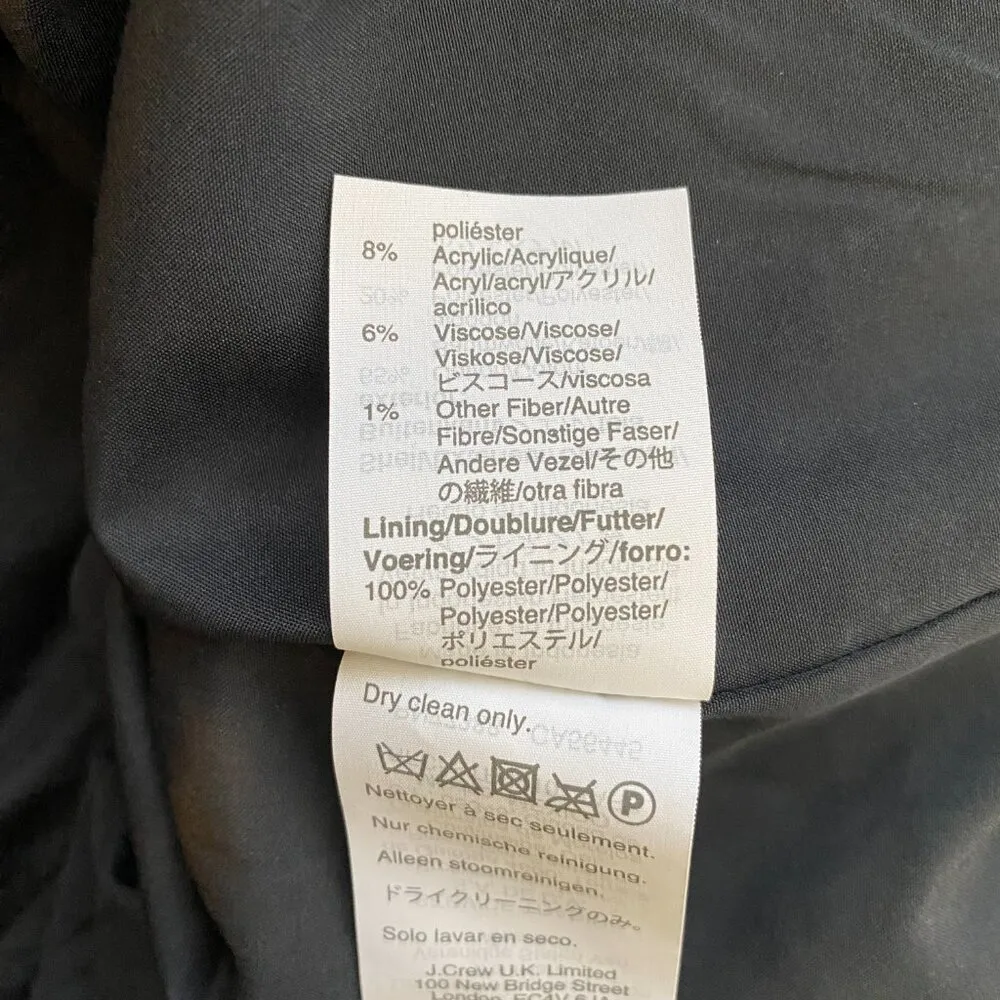 poliéster
8% Acrylic/Acrylique/
Acryl/acryl/アクリル/
acrílico
6% Viscose/Viscose/
Viskose/Viscose/
ビスコース/viscosa
1% Other Fiber/Autre
Fibre/Sonstige Faser/
Andere Vezel/その他
の繊維/otra fibra
Lining/Doublure/Futter/
Voering/ライニング/forro:
100% Polyester/Polyester/
Polyester/Polyester/
ポリエステル/
poliéster
Dry clean only.
P
Nettoyer à sec seulement.
Nur chemische reinigung.
Alleen stoomreinigen.
ドライクリーニングのみ。
Solo lavar en seco.
J.Crew U.K. Limited
100 New Bridge Street
London, EC4V 6JA